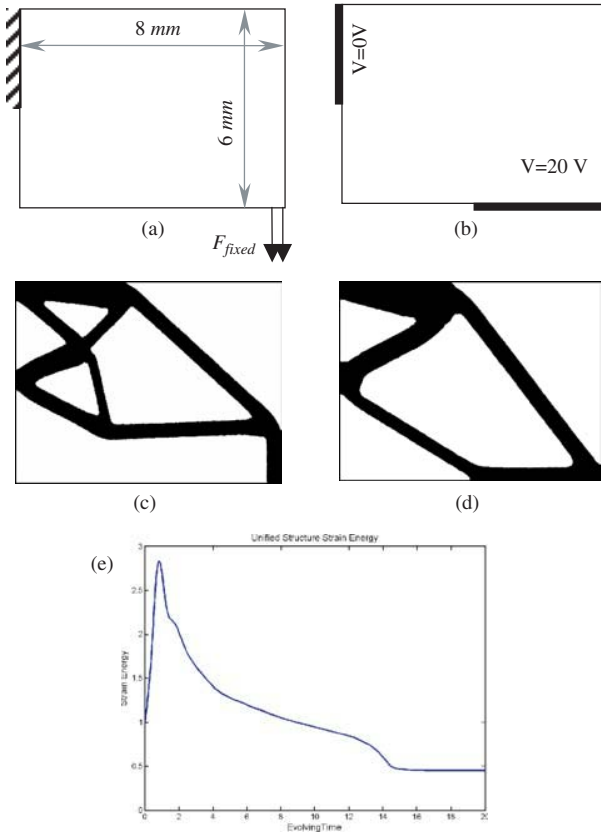 8 mm
6 mm
(a)
F_fixed
V=0V
V=20 V
(b)
(c)
(d)
(e)
Unified Structure Strain Energy
Strain Energy
3
2.5
2
1.5
1
0.5
0
0 2 4 6 8 10 12 14 16 18 20
EvolvingTime